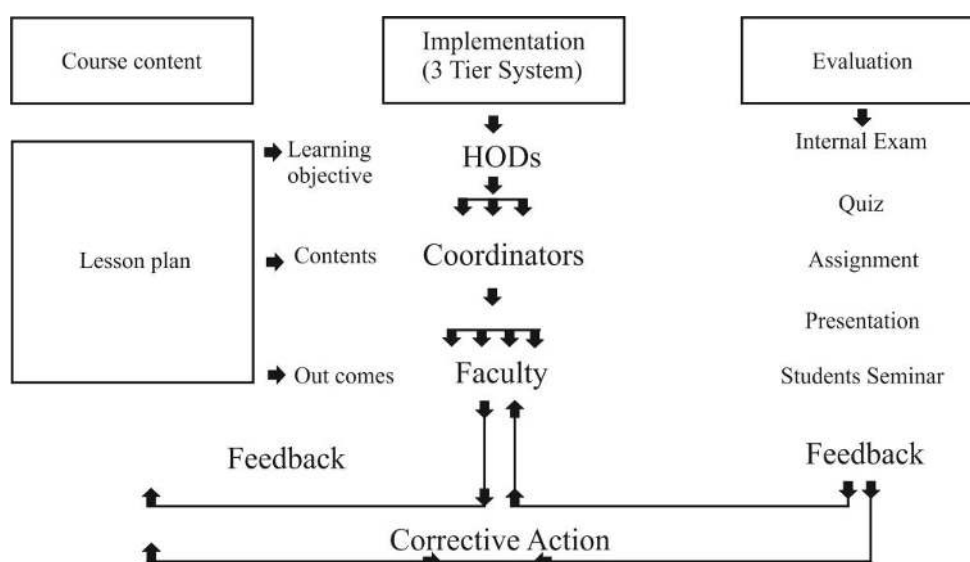 Course content
Implementation
(3 Tier System)
Evaluation
Lesson plan
Learning
objective
Contents
Out comes
HODs
Coordinators
Faculty
Internal Exam
Quiz
Assignment
Presentation
Students Seminar
Feedback
Feedback
Corrective Action